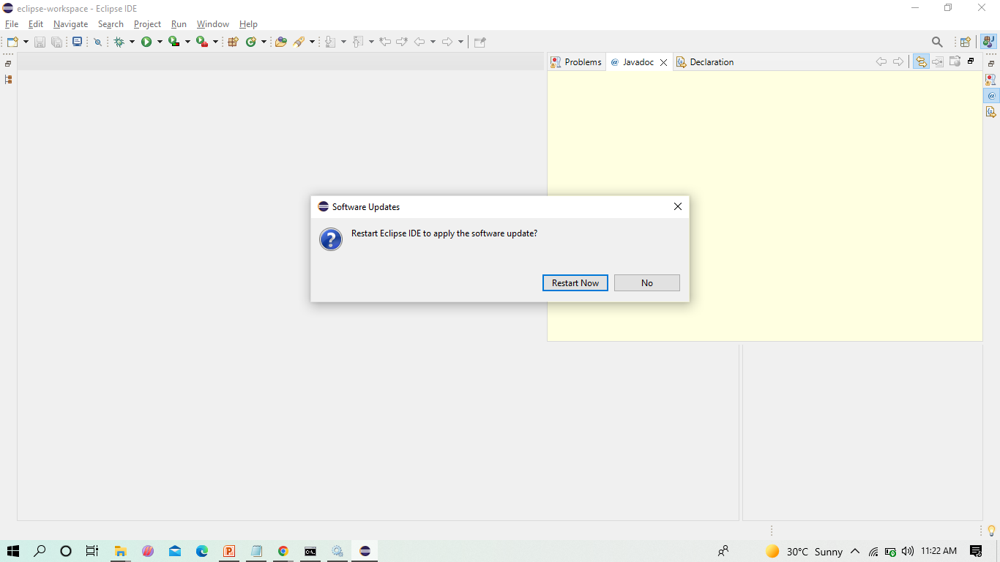 eclipse-workspace - Eclipse IDE
File Edit Navigate Search Project Run Window Help
Problems @ Javadoc Declaration
@
Software Updates
Restart Eclipse IDE to apply the software update?
Restart Now No
30°C Sunny 11:22 AM